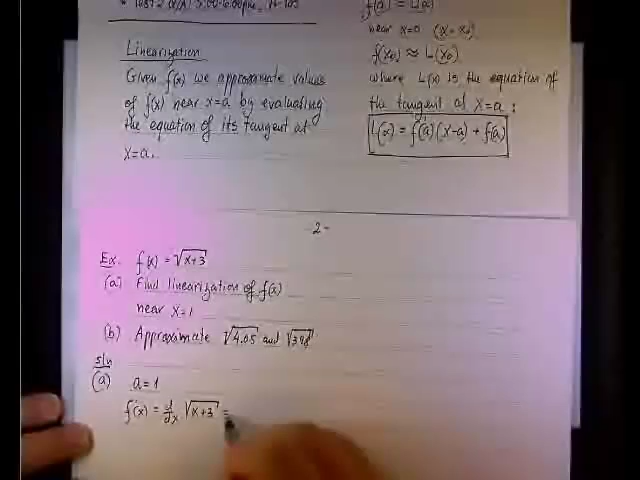 Linearization
Given f(x) we approximate values
of f(x) near x=a by evaluating
the equation of its tangent at
x=a.
f(a) = L(a)
near x=a (x=x₀)
f(x₀) ≈ L(x₀)
where L(x) is the equation of
the tangent at x=a:
L(x) = f'(a)(x-a) + f(a)
2-
Ex. f(x) = √(x+3)
(a) Find linearization of f(x)
near x=1
(b) Approximate √4.05 and √3.98
sln
(a) a=1
f'(x) = d/dx √(x+3) =